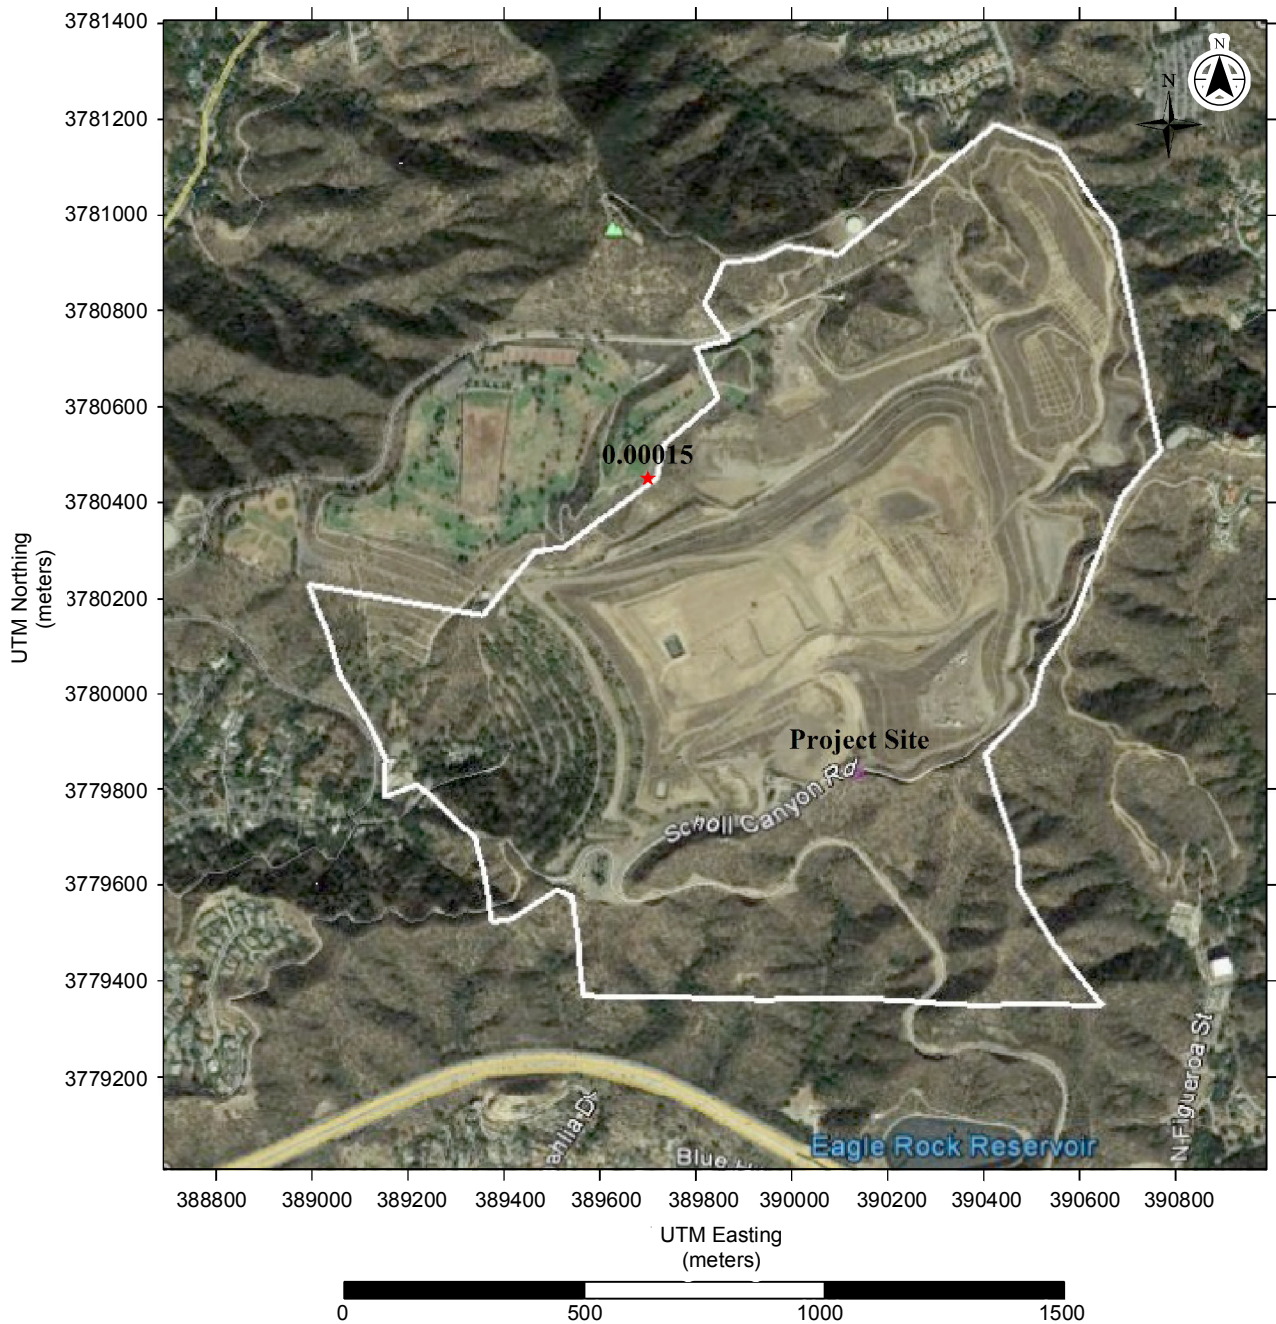 3781400
3781200
3781000
3780800
3780600
3780400
3780200
3780000
3779800
3779600
3779400
3779200
UTM Northing
(meters)
N
N
0.00015
Project Site
Scholl Canyon Rd
N Figueroa St
Eagle Rock Reservoir
Blue
388800 389000 389200 389400 389600 389800 390000 390200 390400 390600 390800
UTM Easting
(meters)
0 500 1000 1500